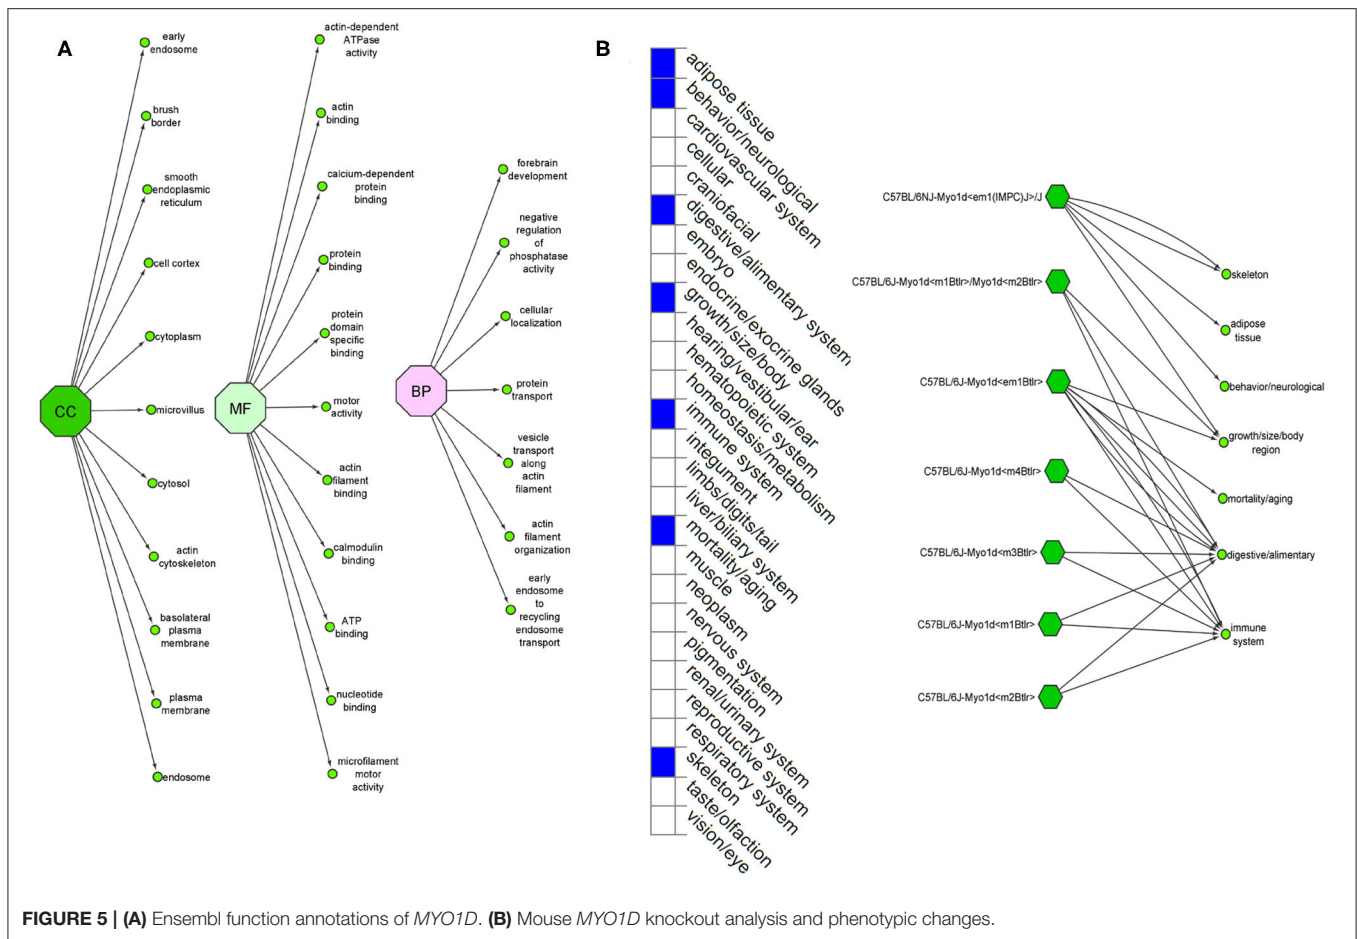 (A)
early
endosome
brush
border
smooth
endoplasmic
reticulum
cell cortex
cytoplasm
CC
microvillus
cytosol
actin
cytoskeleton
basolateral
plasma
membrane
plasma
membrane
endosome
actin-dependent
ATPase
activity
actin
binding
calcium-dependent
protein
binding
protein
binding
protein
domain
specific
binding
MF
motor
activity
actin
filament
binding
calmodulin
binding
ATP
binding
nucleotide
binding
microfilament
motor
activity
forebrain
development
negative
regulation
of
phosphatase
activity
cellular
localization
BP
protein
transport
vesicle
transport
along
actin
filament
actin
filament
organization
early
endosome
to
recycling
endosome
transport
(B)
adipose tissue
behavior/neurological
cardiovascular system
cellular
craniofacial
digestive/alimentary system
embryo
endocrine/exocrine glands
growth/size/body
hearing/vestibular/ear
hematopoietic system
homeostasis/metabolism
immune system
integument
limbs/digits/tail
liver/biliary system
mortality/aging
muscle
neoplasm
nervous system
pigmentation
renal/urinary system
reproductive system
respiratory system
skeleton
taste/olfaction
vision/eye
C57BL/6NJ-Myo1d<em1(IMPC)J>/J
C57BL/6J-Myo1d<m1Btlr>/Myo1d<m2Btlr>
C57BL/6J-Myo1d<em1Btlr>
C57BL/6J-Myo1d<m4Btlr>
C57BL/6J-Myo1d<m3Btlr>
C57BL/6J-Myo1d<m1Btlr>
C57BL/6J-Myo1d<m2Btlr>
skeleton
adipose
tissue
behavior/neurological
growth/size/body
region
mortality/aging
digestive/alimentary
immune
system
FIGURE 5 | (A) Ensembl function annotations of MYO1D. (B) Mouse MYO1D knockout analysis and phenotypic changes.